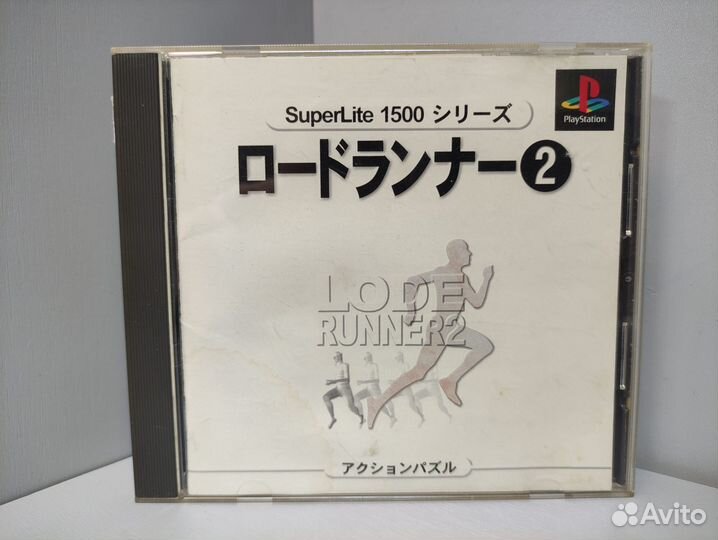 SuperLite 1500 シリーズ
PlayStation
ロードランナー2
LODE
RUNNER2
アクションパズル
Avito